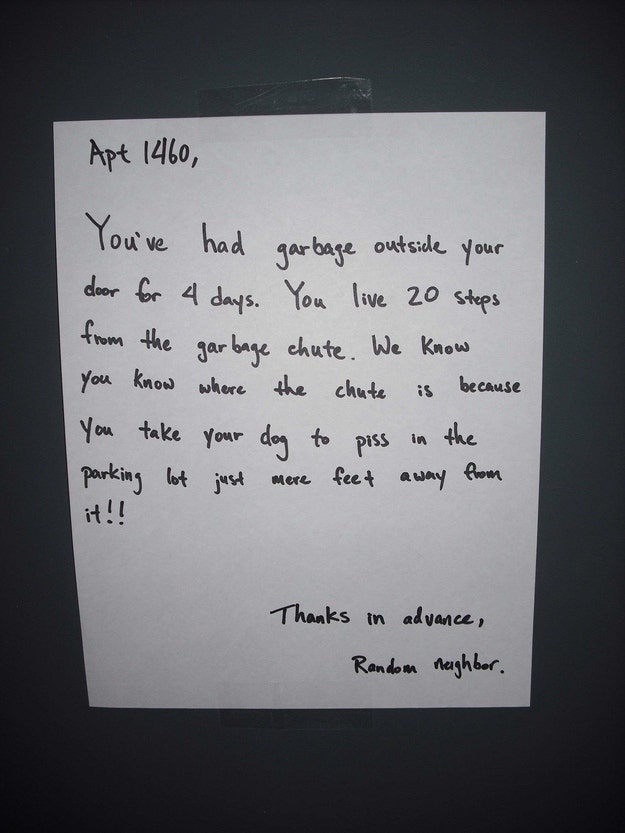 Apt 1460,
You've had garbage outside your
door for 4 days. You live 20 steps
from the garbage chute. We know
you know where the chute is because
you take your dog to piss in the
parking lot just mere feet away from
it!!
Thanks in advance,
Random neighbor.